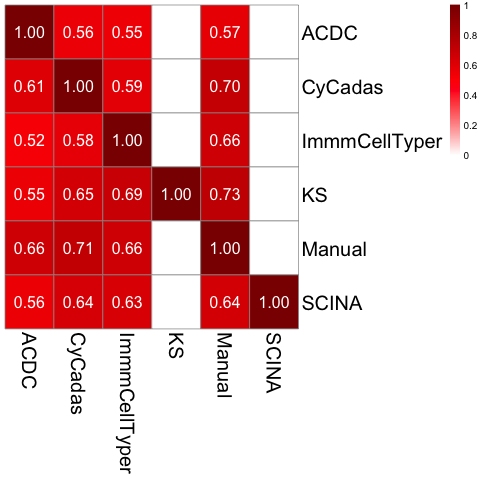 1.00 0.56 0.55 0.57 ACDC
0.61 1.00 0.59 0.70 CyCadas
0.52 0.58 1.00 0.66 ImmmCellTyper
0.55 0.65 0.69 1.00 0.73 KS
0.66 0.71 0.66 1.00 Manual
0.56 0.64 0.63 0.64 1.00 SCINA
ACDC
CyCadas
ImmmCellTyper
KS
Manual
SCINA
1
0.8
0.6
0.4
0.2
0